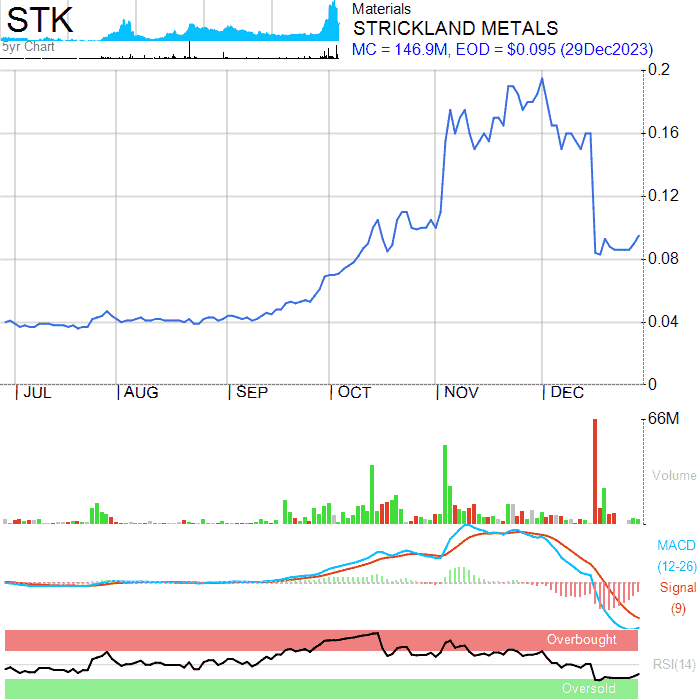 STK
5yr Chart
Materials
STRICKLAND METALS
MC = 146.9M, EOD = $0.095 (29Dec2023)
0.2
0.16
0.12
0.08
0.04
0
JUL AUG SEP OCT NOV DEC
66M
Volume
MACD
(12-26)
Signal
(9)
Overbought
RSI(14)
Oversold